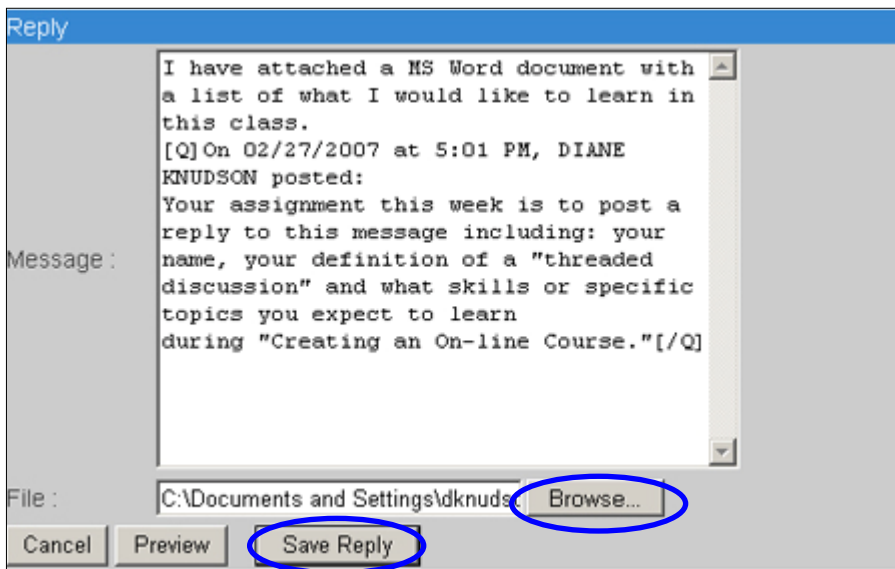 Reply
I have attached a MS Word document with
a list of what I would like to learn in
this class.
[Q]On 02/27/2007 at 5:01 PM, DIANE
KNUDSON posted:
Your assignment this week is to post a
reply to this message including: your
name, your definition of a "threaded
discussion" and what skills or specific
topics you expect to learn
during "Creating an On-line Course."[/Q]
Message :
File : C:\Documents and Settings\dknuds Browse...
Cancel Preview Save Reply